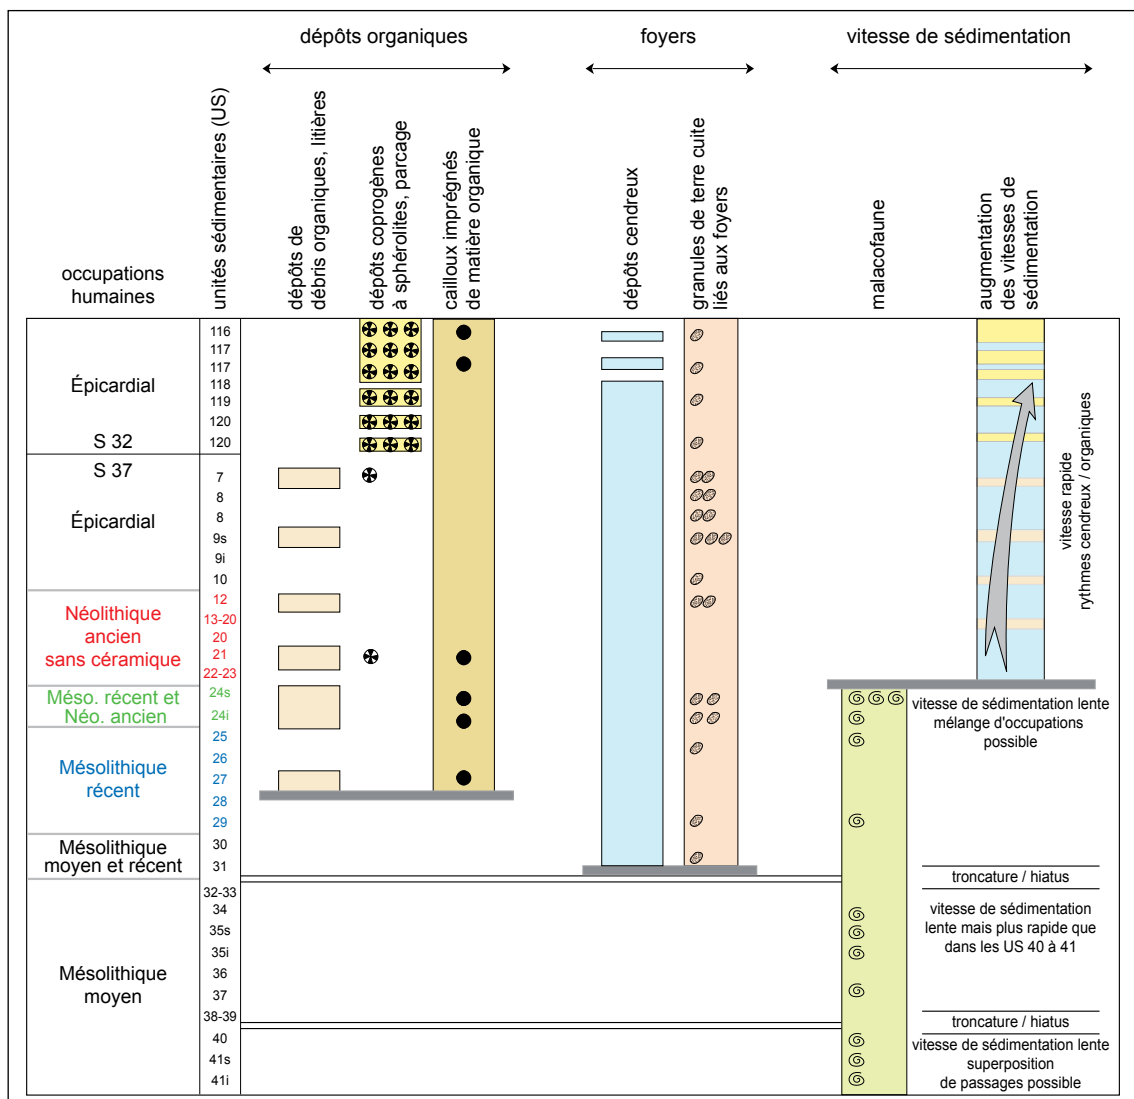 dépôts organiques
foyers
vitesse de sédimentation
occupations
humaines
unités sédimentaires (US)
dépôts de
débris organiques, litières
dépôts coprogènes
à sphérolites, parcage
cailloux imprégnés
de matière organique
dépôts cendreux
granules de terre cuite
liés aux foyers
malacofaune
augmentation
des vitesses de
sédimentation
116
117
117
118
Épicardial
119
120
S 32
120
S 37
7
8
Épicardial
8
9s
9i
10
vitesse rapide
rythmes cendreux / organiques
12
Néolithique
13-20
ancien
20
sans céramique
21
22-23
Méso. récent et
24s
Néo. ancien
24i
vitesse de sédimentation lente
mélange d'occupations
possible
25
26
Mésolithique
récent
27
28
29
Mésolithique
moyen et récent
30
31
troncature / hiatus
32-33
34
35s
35i
vitesse de sédimentation
lente mais plus rapide que
dans les US 40 à 41
Mésolithique
moyen
36
37
38-39
troncature / hiatus
40
41s
41i
vitesse de sédimentation lente
superposition
de passages possible